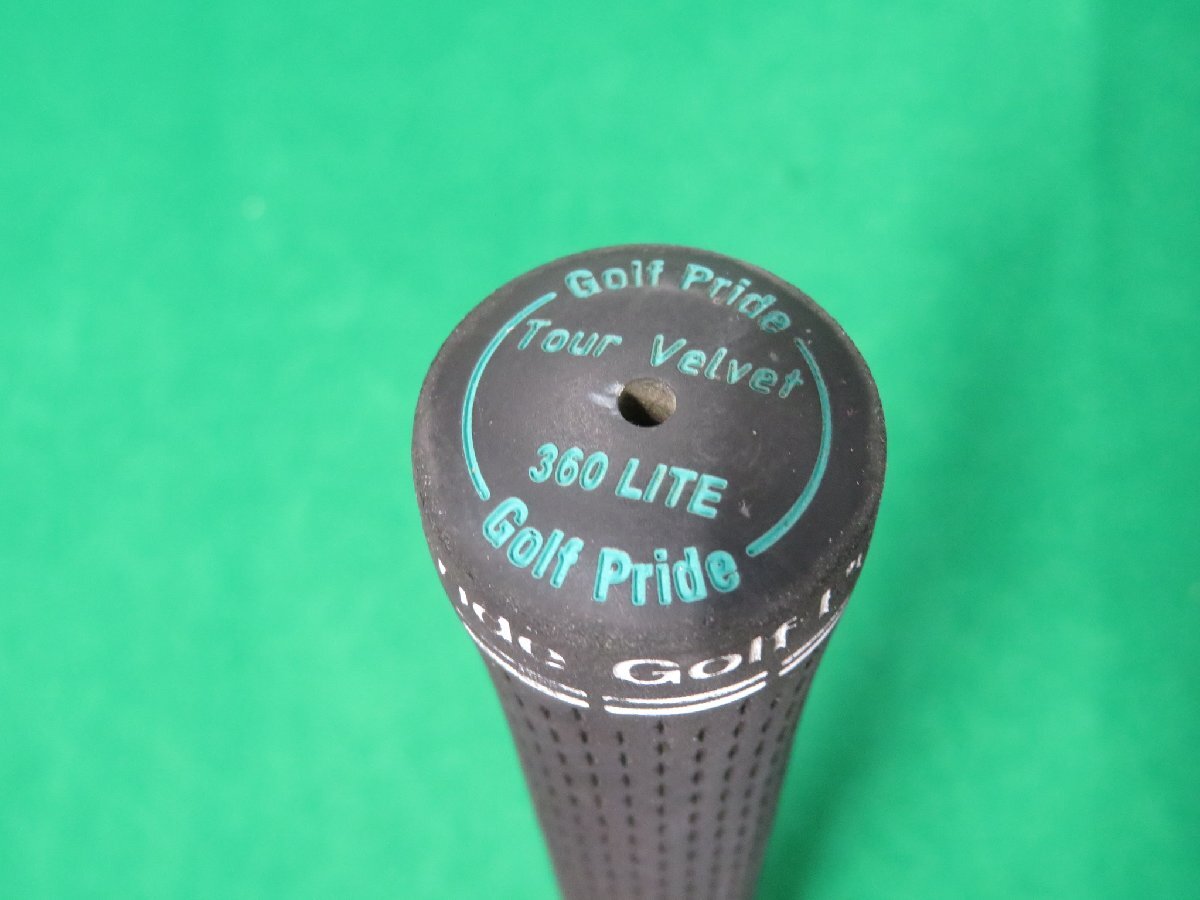 Golf Pride
Tour Velvet
360 LITE
Golf Pride
Golf